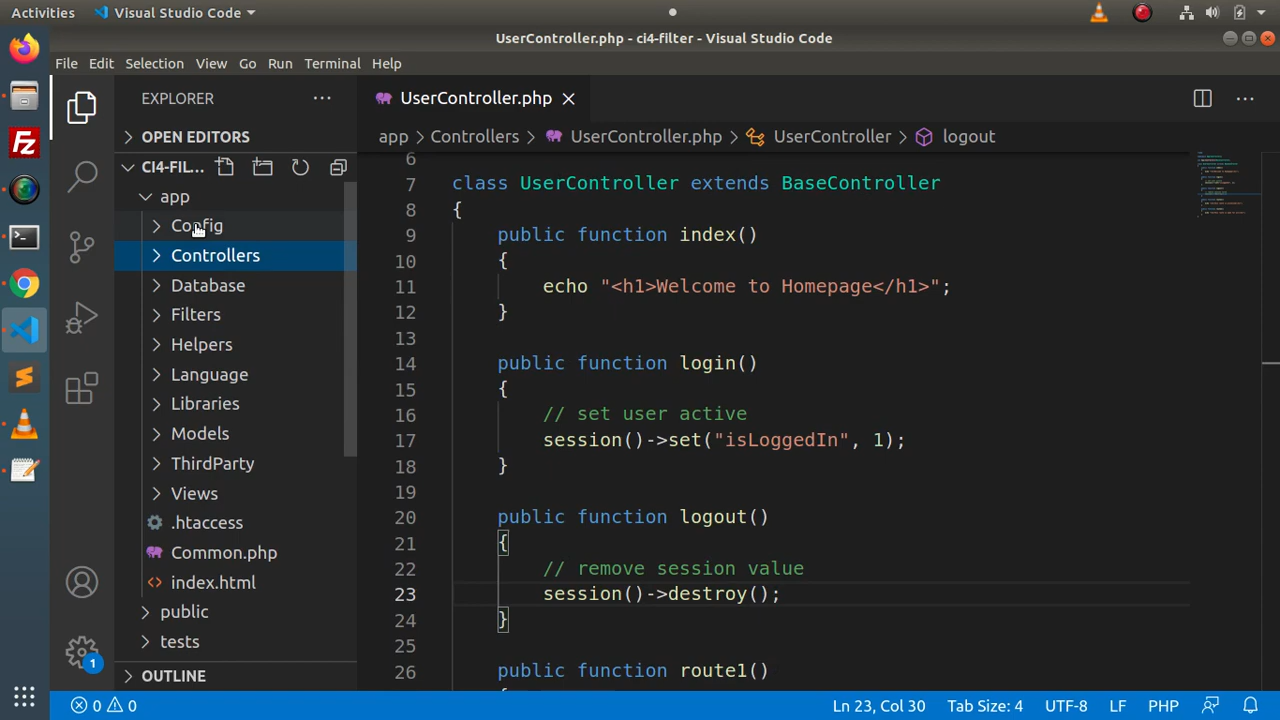 Activities Visual Studio Code
UserController.php - ci4-filter - Visual Studio Code
File Edit Selection View Go Run Terminal Help
EXPLORER
UserController.php
OPEN EDITORS
app > Controllers > UserController.php > UserController > logout
CI4-FIL...
app
Config
Controllers
Database
Filters
Helpers
Language
Libraries
Models
ThirdParty
Views
.htaccess
Common.php
index.html
public
tests
OUTLINE
6
7 class UserController extends BaseController
8 {
9 public function index()
10 {
11 echo "<h1>Welcome to Homepage</h1>";
12 }
13
14 public function login()
15 {
16 // set user active
17 session()->set("isLoggedIn", 1);
18 }
19
20 public function logout()
21 {
22 // remove session value
23 session()->destroy();
24 }
25
26 public function route1()
1
0 0 Ln 23, Col 30 Tab Size: 4 UTF-8 LF PHP